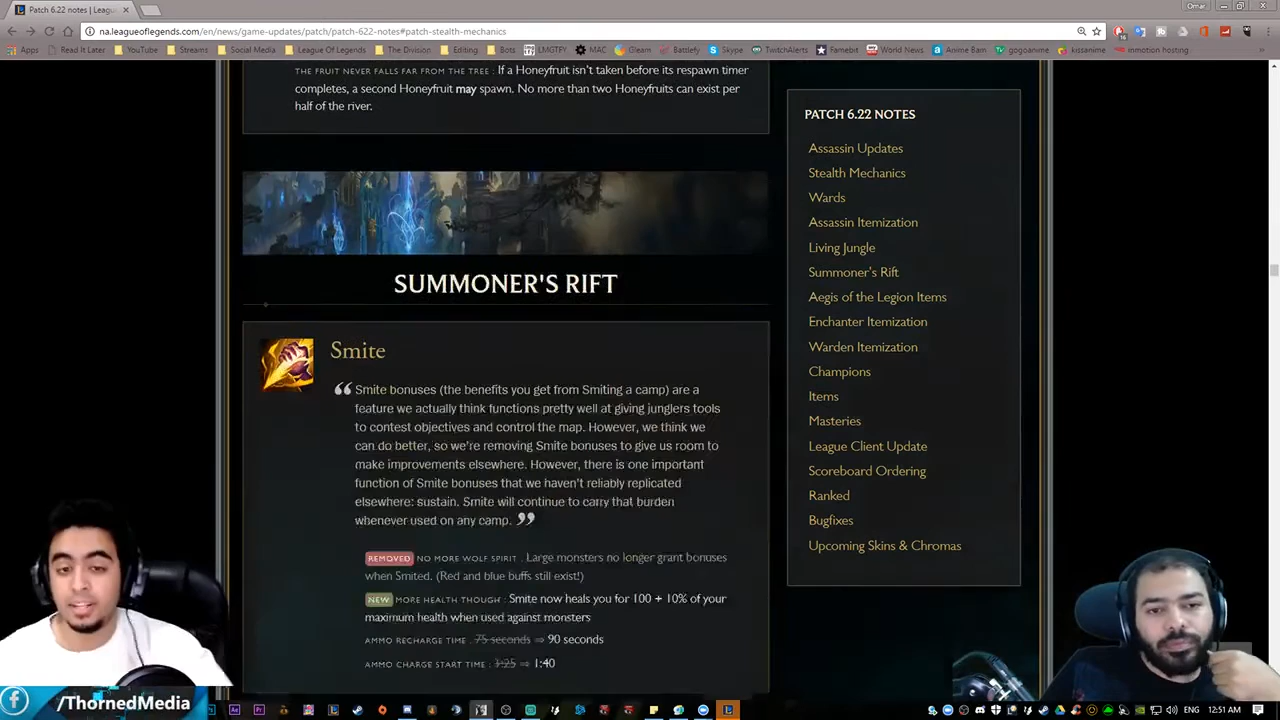 Patch 6.22 notes | Leagu
Omar
na.leagueoflegends.com/en/news/game-updates/patch/patch-622-notes#patch-stealth-mechanics
Apps Read It Later YouTube Streams Social Media League Of Legends The Division Editing Bots LMGTFY MAC Gleam Battlefy Skype TwitchAlerts Famebit World News Anime Bam gogoanime kissanime inmotion hosting
THE FRUIT NEVER FALLS FAR FROM THE TREE : If a Honeyfruit isn't taken before its respawn timer
completes, a second Honeyfruit may spawn. No more than two Honeyfruits can exist per
half of the river.
SUMMONER'S RIFT
Smite
“ Smite bonuses (the benefits you get from Smiting a camp) are a
feature we actually think functions pretty well at giving junglers tools
to contest objectives and control the map. However, we think we
can do better, so we're removing Smite bonuses to give us room to
make improvements elsewhere. However, there is one important
function of Smite bonuses that we haven't reliably replicated
elsewhere: sustain. Smite will continue to carry that burden
whenever used on any camp. ”
REMOVED NO MORE WOLF SPIRIT : Large monsters no longer grant bonuses
when Smited. (Red and blue buffs still exist!)
NEW MORE HEALTH THOUGH : Smite now heals you for 100 + 10% of your
maximum health when used against monsters
AMMO RECHARGE TIME : 75 seconds ⇒ 90 seconds
AMMO CHARGE START TIME : 1:25 ⇒ 1:40
PATCH 6.22 NOTES
Assassin Updates
Stealth Mechanics
Wards
Assassin Itemization
Living Jungle
Summoner's Rift
Aegis of the Legion Items
Enchanter Itemization
Warden Itemization
Champions
Items
Masteries
League Client Update
Scoreboard Ordering
Ranked
Bugfixes
Upcoming Skins & Chromas
/ThornedMedia
ENG 12:51 AM